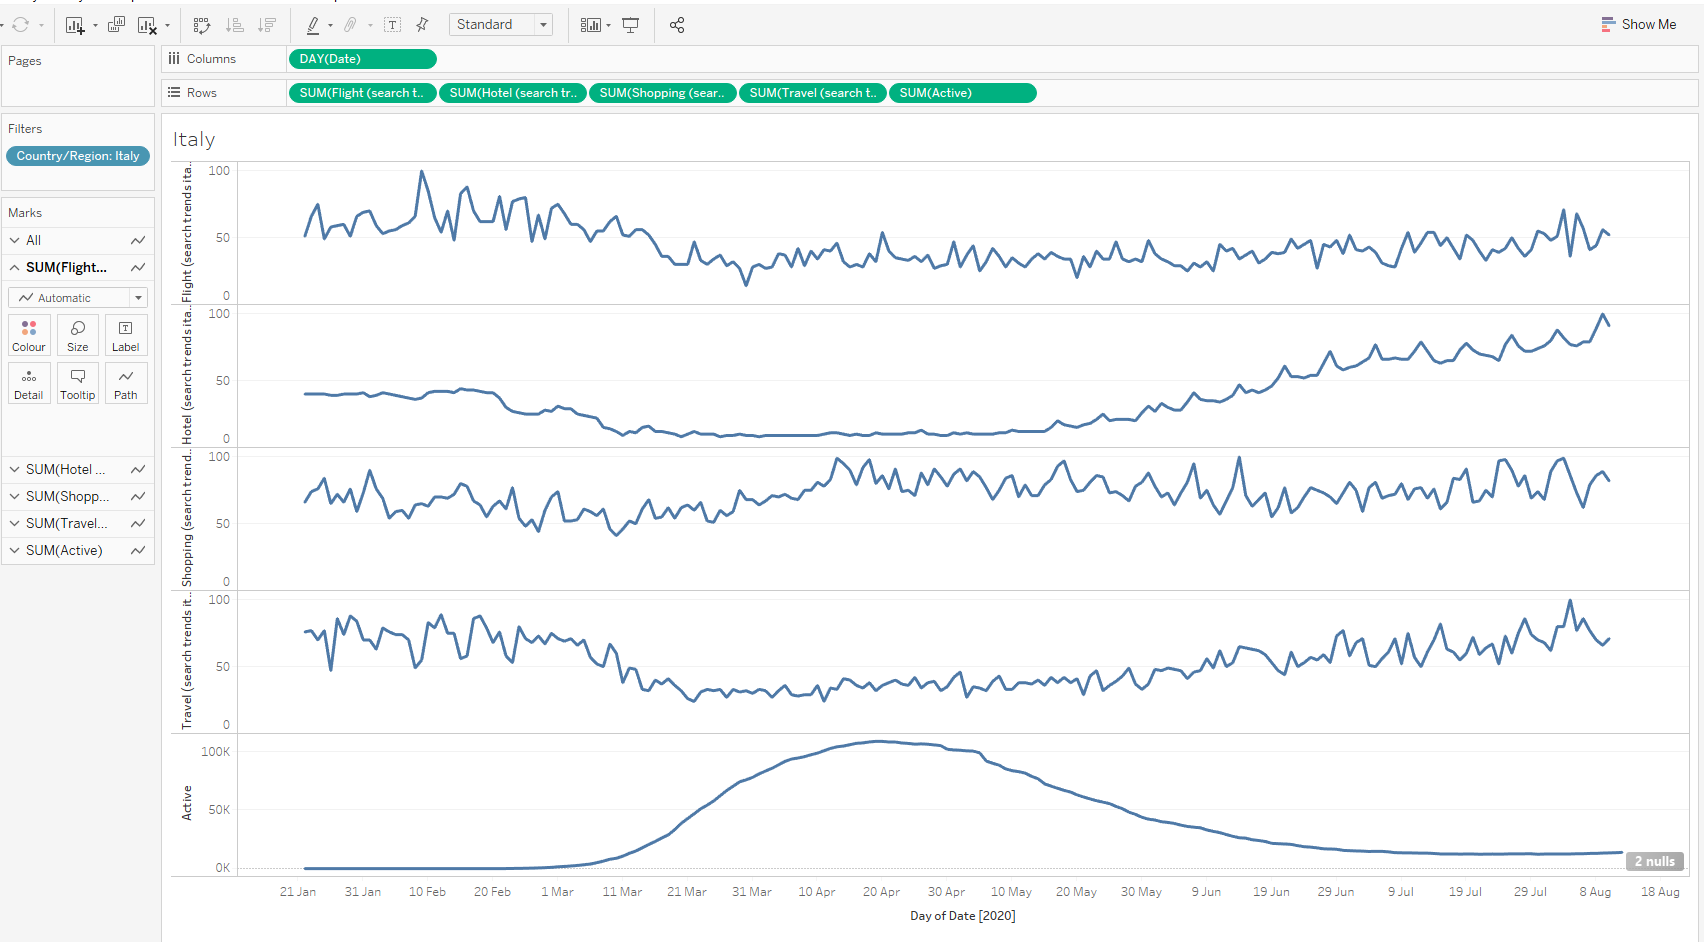 Standard
Show Me
Pages
Columns
DAY(Date)
Rows
SUM(Flight (search t..
SUM(Hotel (search tr..
SUM(Shopping (sear..
SUM(Travel (search t..
SUM(Active)
Filters
Country/Region: Italy
Marks
All
SUM(Flight...
Automatic
Colour
Size
Label
Detail
Tooltip
Path
SUM(Hotel ...
SUM(Shopp...
SUM(Travel...
SUM(Active)
Italy
Flight (search trends ita..
100
50
0
Hotel (search trends ita..
100
50
0
Shopping (search trend..
100
50
0
Travel (search trends it..
100
50
0
Active
100K
50K
0K
2 nulls
21 Jan 31 Jan 10 Feb 20 Feb 1 Mar 11 Mar 21 Mar 31 Mar 10 Apr 20 Apr 30 Apr 10 May 20 May 30 May 9 Jun 19 Jun 29 Jun 9 Jul 19 Jul 29 Jul 8 Aug 18 Aug
Day of Date [2020]